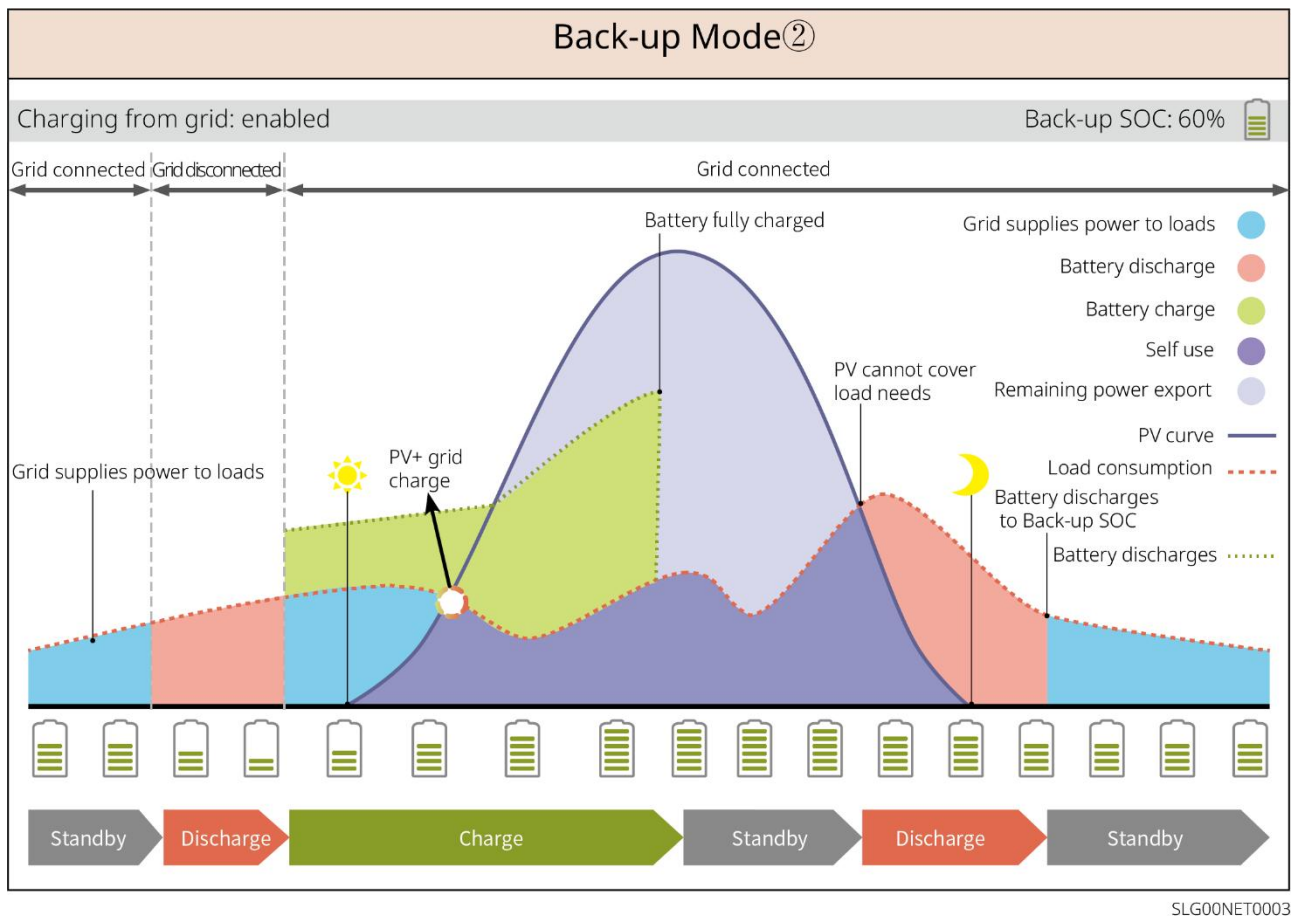 Back-up Mode②
Charging from grid: enabled
Back-up SOC: 60%
Grid connected
Grid disconnected
Grid connected
Battery fully charged
Grid supplies power to loads
Battery discharge
Battery charge
Self use
PV cannot cover
load needs
Remaining power export
PV curve
Load consumption
PV+ grid
charge
Grid supplies power to loads
Battery discharges
to Back-up SOC
Battery discharges
Standby
Discharge
Charge
Standby
Discharge
Standby
SLG00NET0003